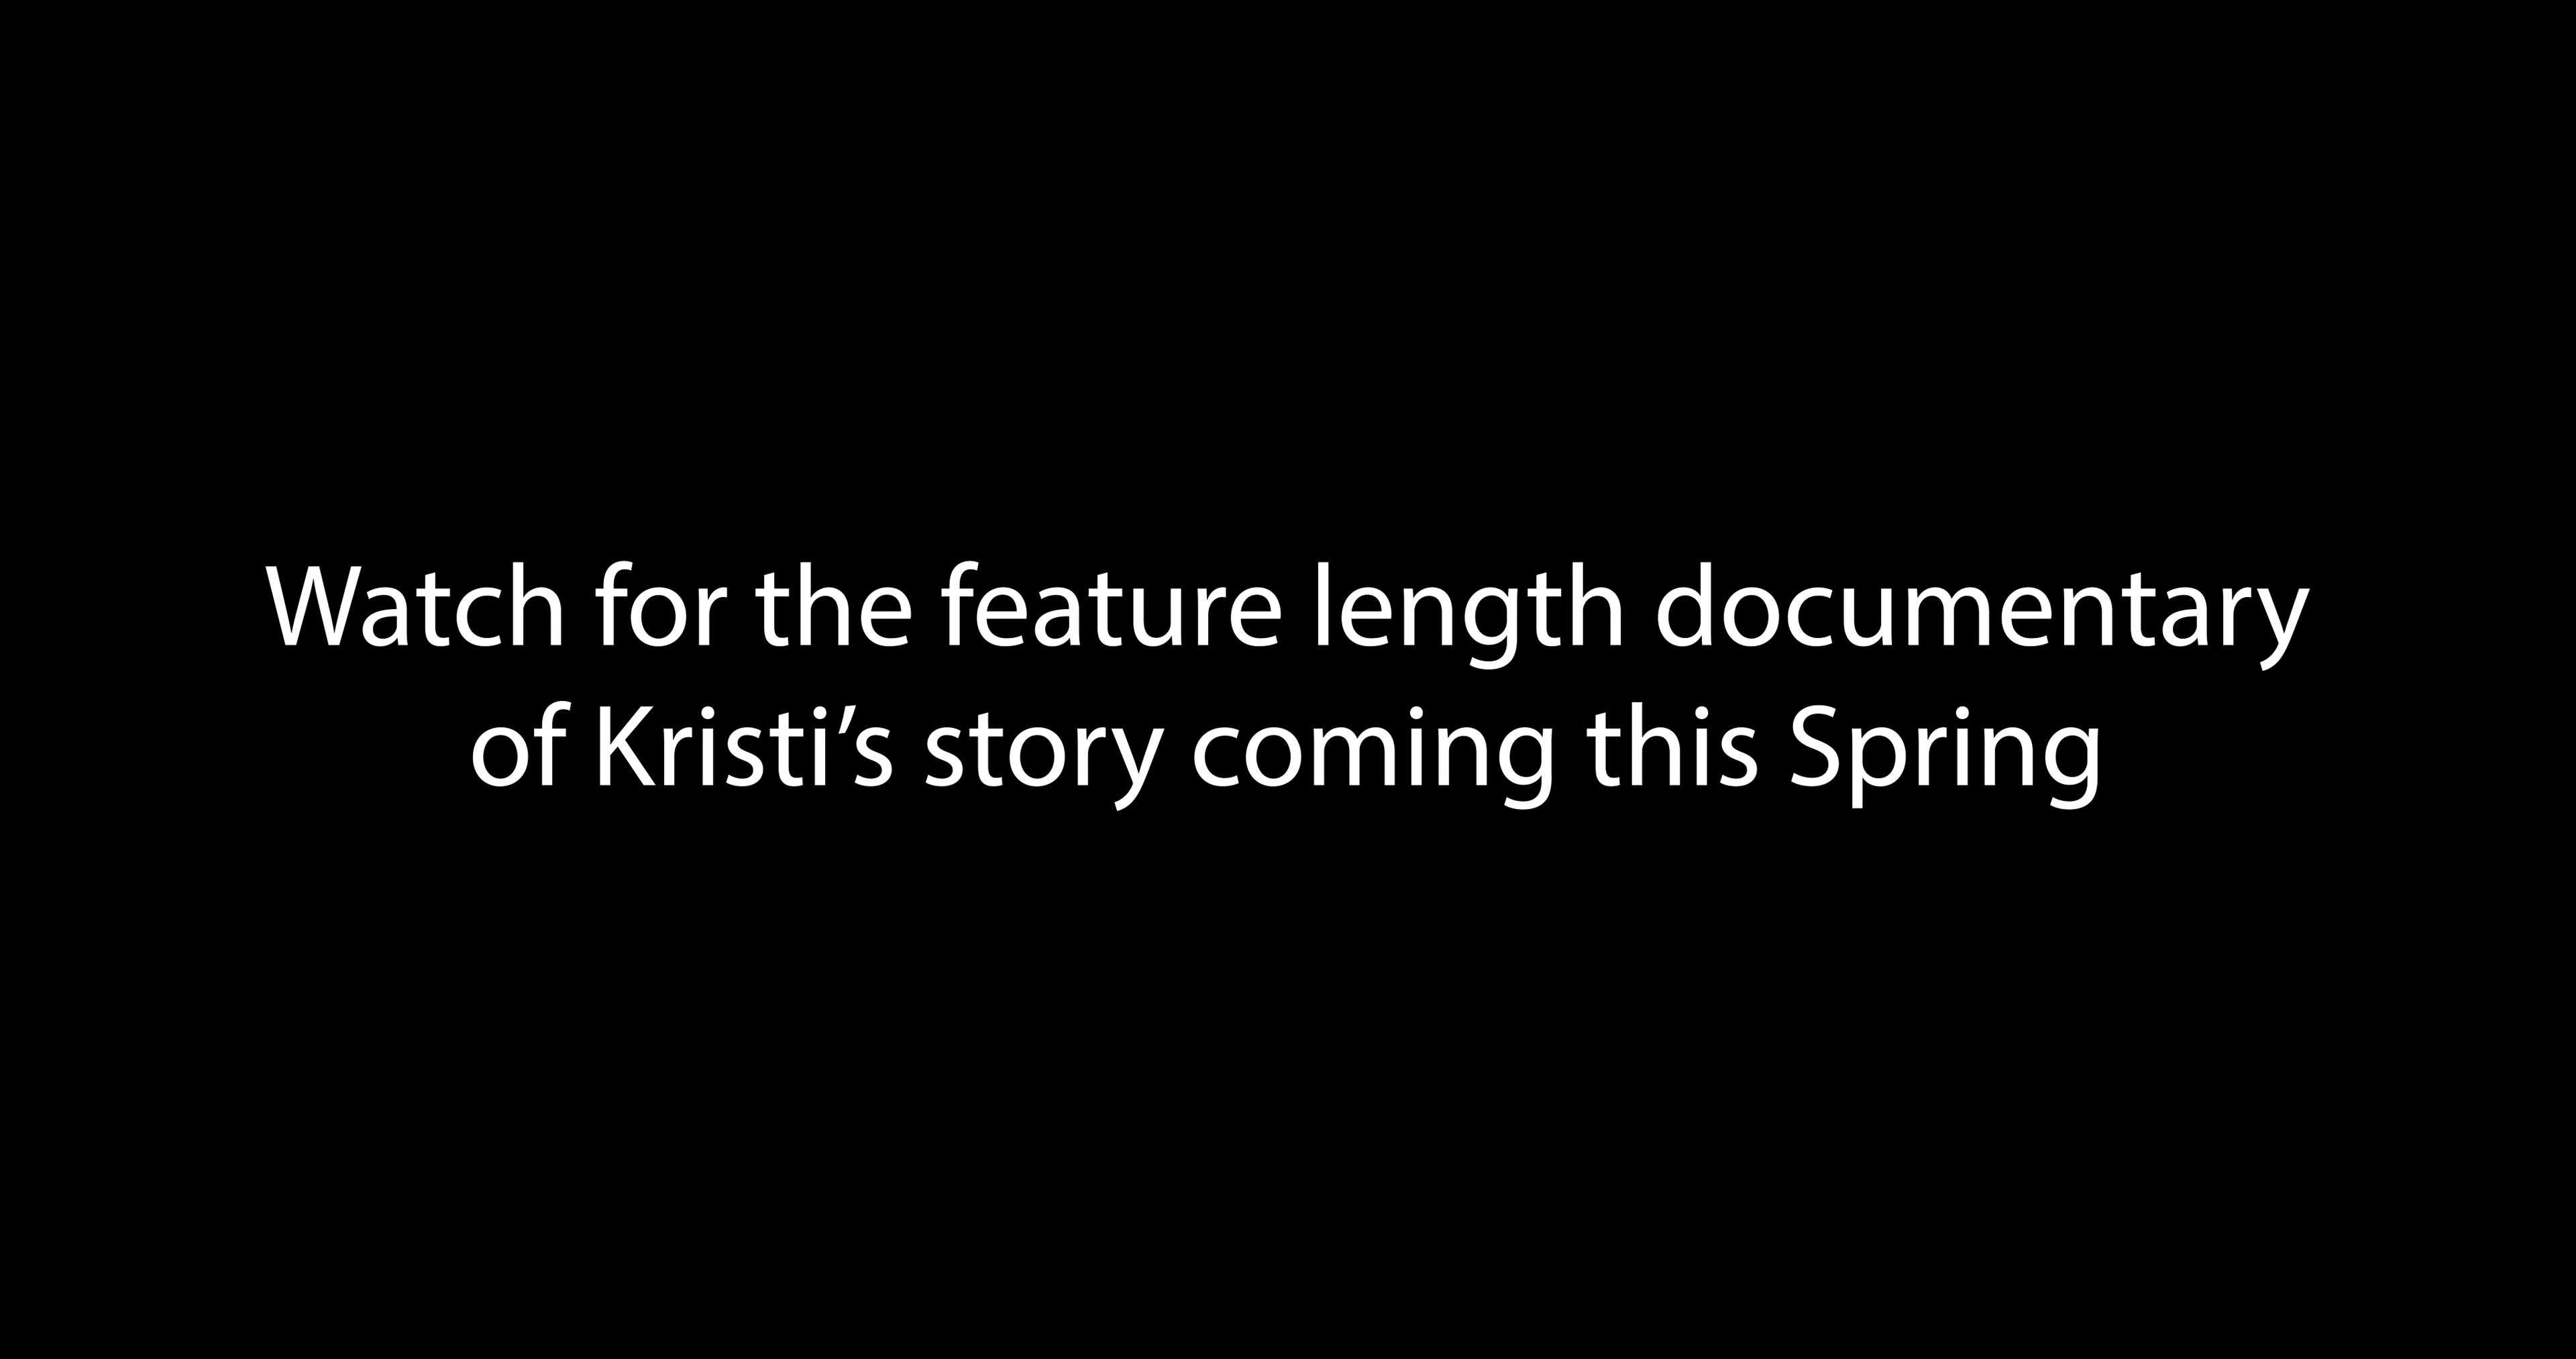 Watch for the feature length documentary
of Kristi’s story coming this Spring